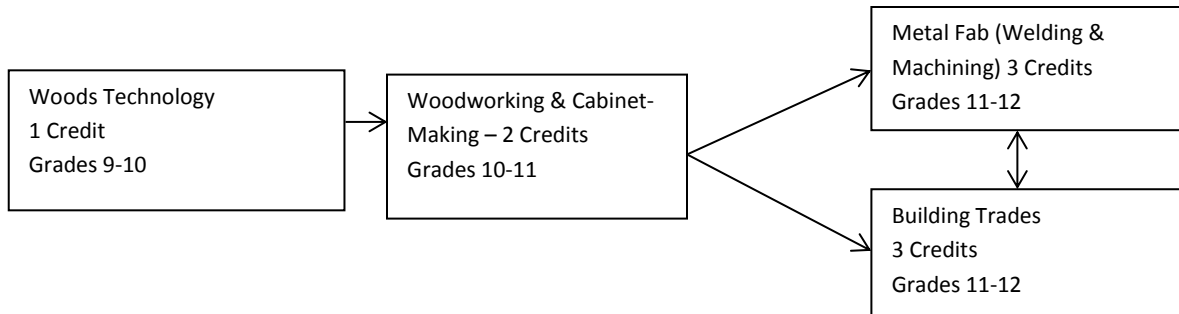 Woods Technology
1 Credit
Grades 9-10
Woodworking & Cabinet-
Making – 2 Credits
Grades 10-11
Metal Fab (Welding &
Machining) 3 Credits
Grades 11-12
Building Trades
3 Credits
Grades 11-12